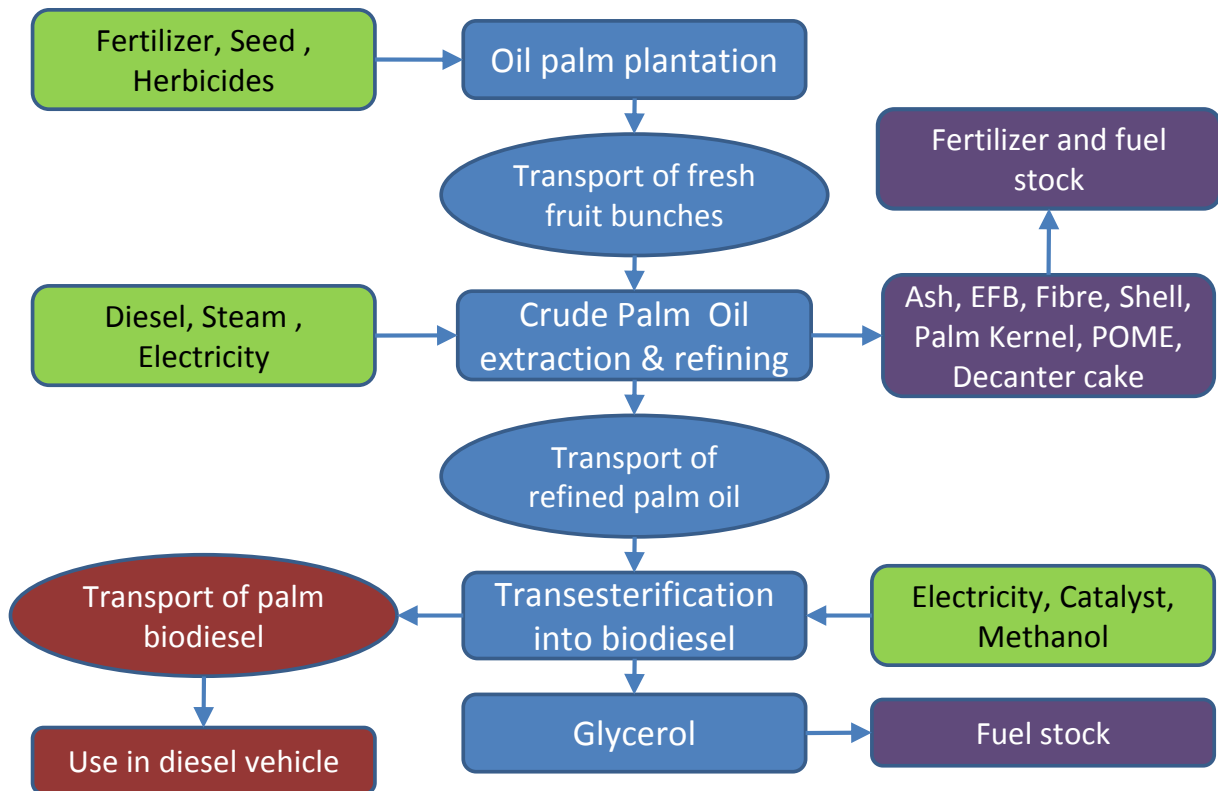 Fertilizer, Seed ,
Herbicides
Oil palm plantation
Transport of fresh
fruit bunches
Fertilizer and fuel
stock
Diesel, Steam ,
Electricity
Crude Palm  Oil
extraction & refining
Ash, EFB, Fibre, Shell,
Palm Kernel, POME,
Decanter cake
Transport of
refined palm oil
Transport of palm
biodiesel
Transesterification
into biodiesel
Electricity, Catalyst,
Methanol
Use in diesel vehicle
Glycerol
Fuel stock